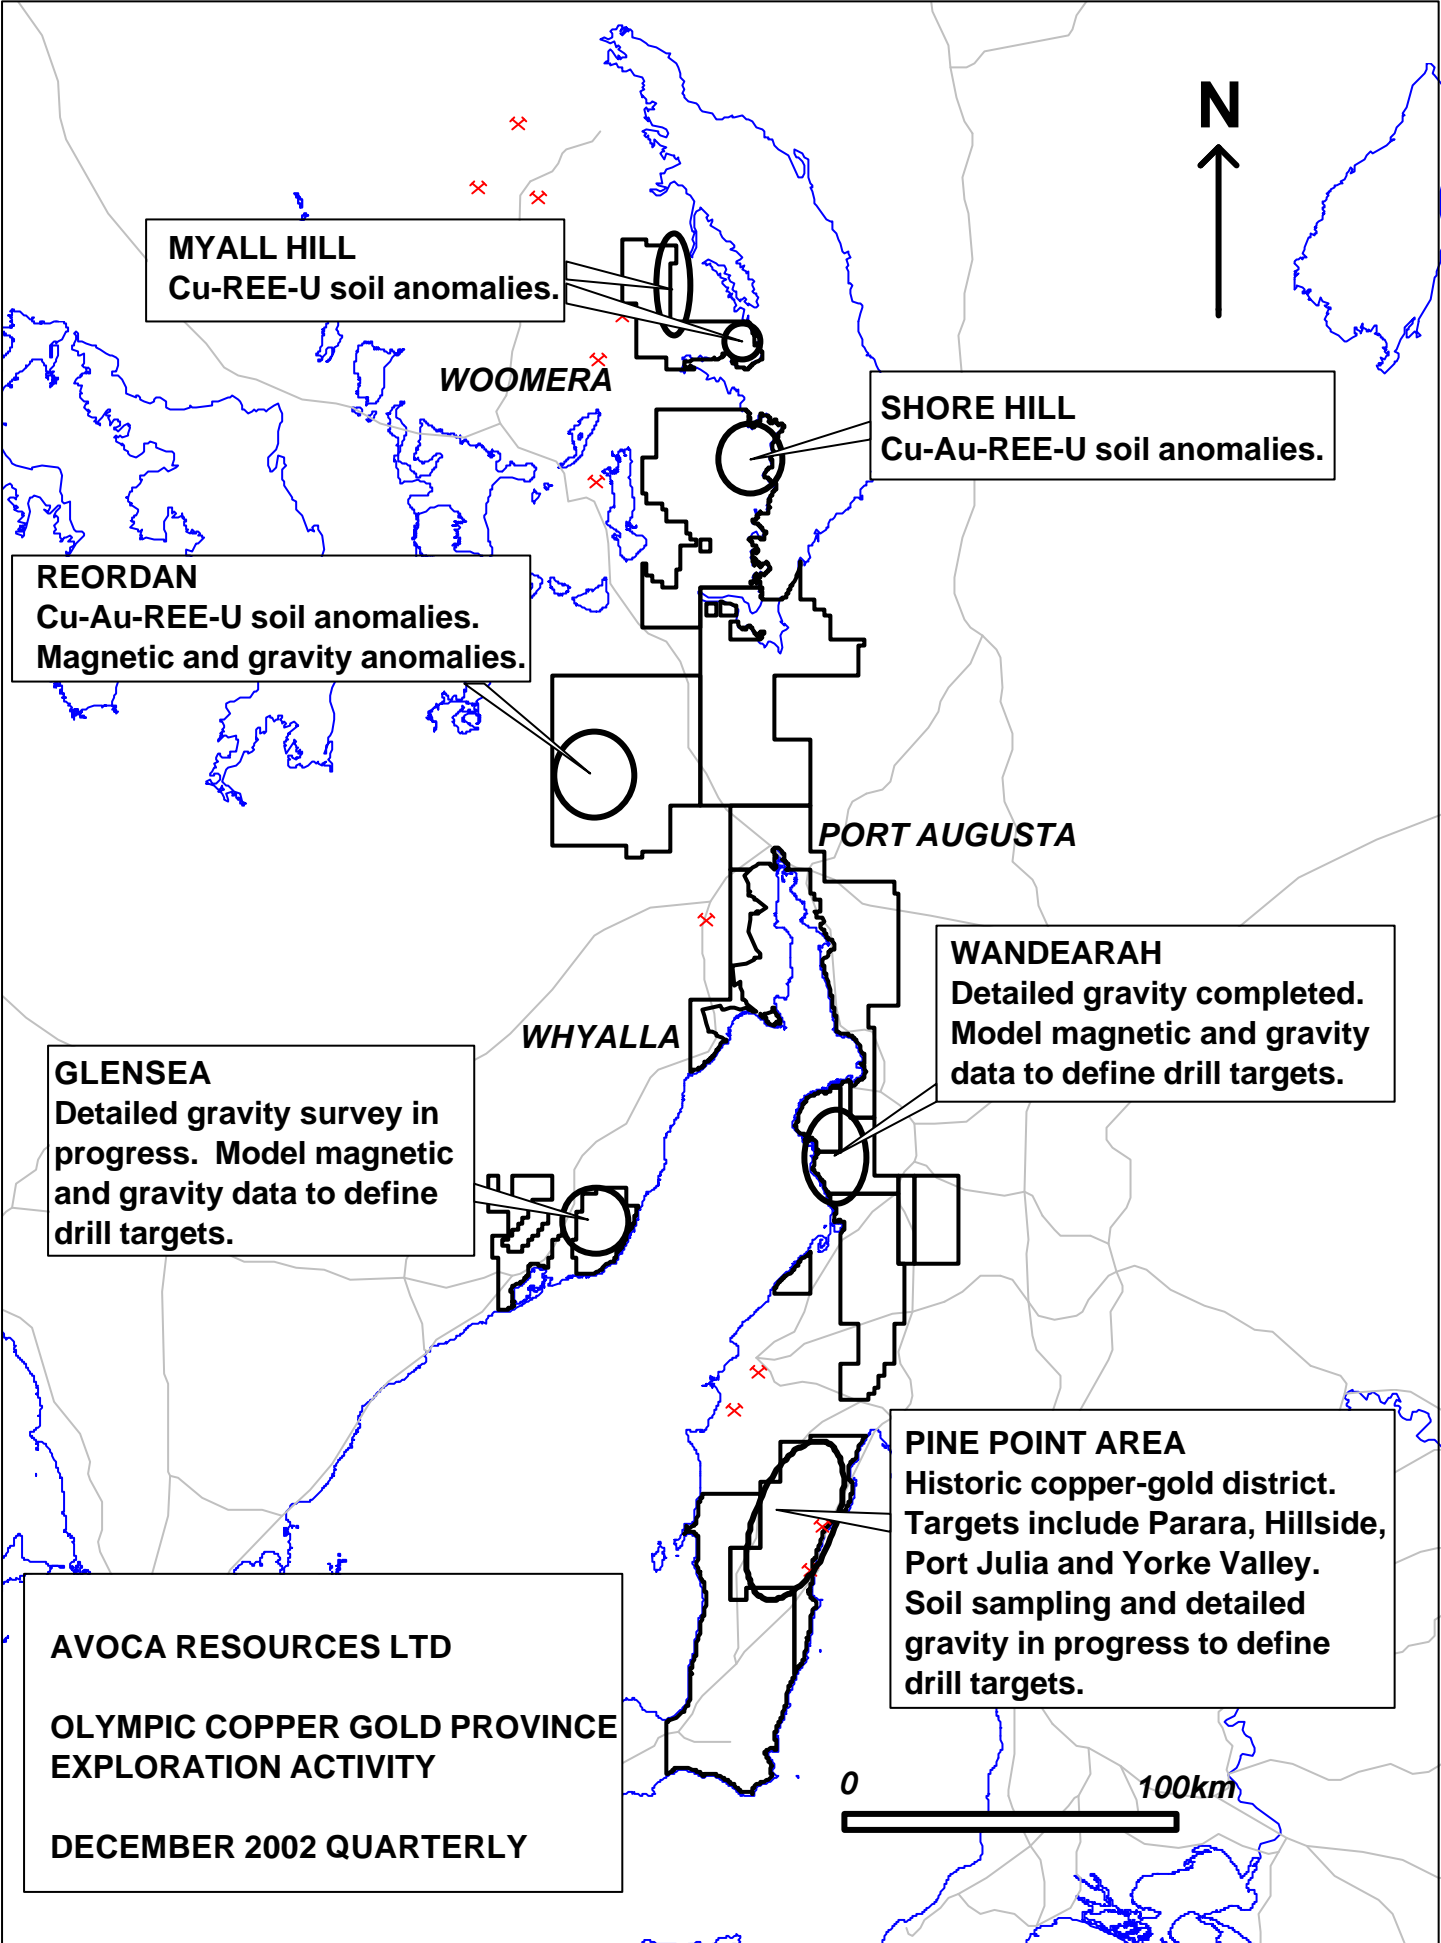 N
MYALL HILL
Cu-REE-U soil anomalies.
WOOMERA
SHORE HILL
Cu-Au-REE-U soil anomalies.
REORDAN
Cu-Au-REE-U soil anomalies.
Magnetic and gravity anomalies.
PORT AUGUSTA
WANDEARAH
Detailed gravity completed.
Model magnetic and gravity
data to define drill targets.
WHYALLA
GLENSEA
Detailed gravity survey in
progress. Model magnetic
and gravity data to define
drill targets.
PINE POINT AREA
Historic copper-gold district.
Targets include Parara, Hillside,
Port Julia and Yorke Valley.
Soil sampling and detailed
gravity in progress to define
drill targets.
AVOCA RESOURCES LTD
OLYMPIC COPPER GOLD PROVINCE
EXPLORATION ACTIVITY
DECEMBER 2002 QUARTERLY
0 100km